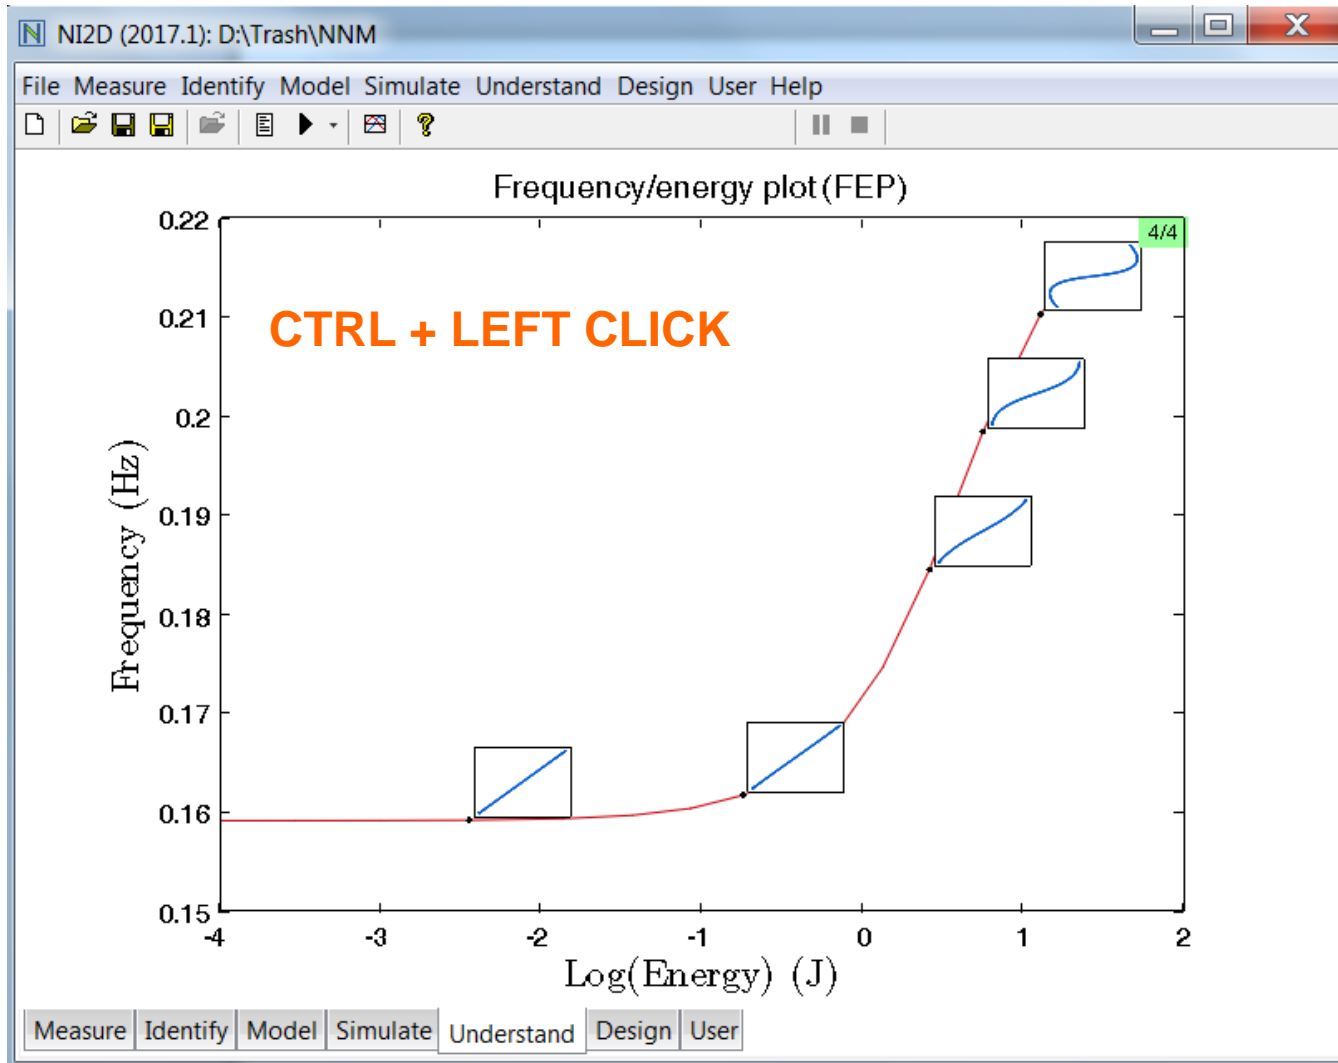 NI2D (2017.1): D:\Trash\NNM
File Measure Identify Model Simulate Understand Design User Help
Frequency/energy plot(FEP)
4/4
CTRL + LEFT CLICK
Frequency (Hz)
0.22
0.21
0.2
0.19
0.18
0.17
0.16
0.15
-4 -3 -2 -1 0 1 2
Log(Energy) (J)
Measure Identify Model Simulate Understand Design User